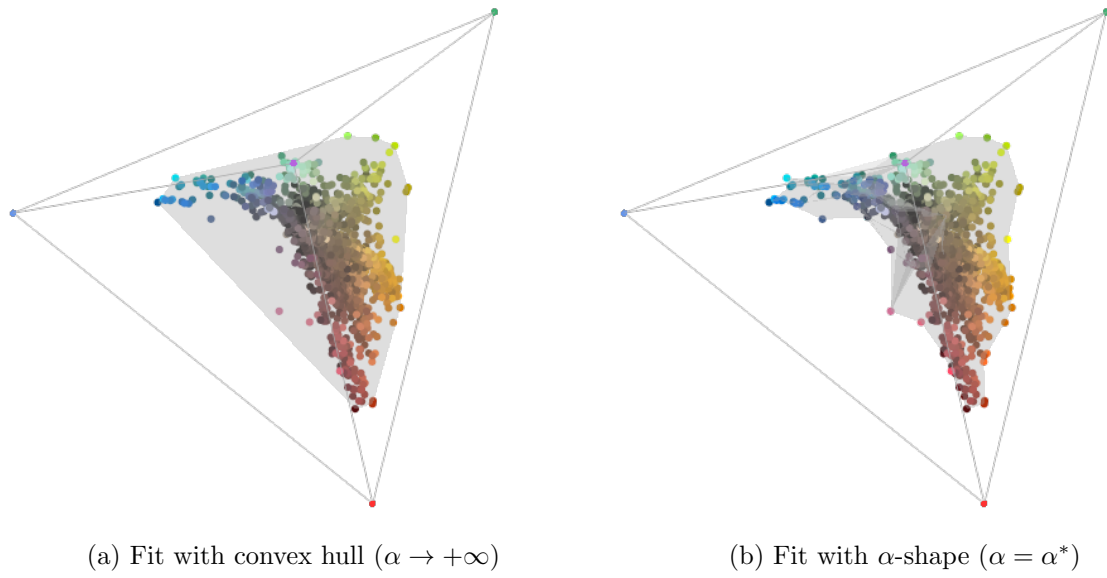 (a) Fit with convex hull (α → +∞)
(b) Fit with α-shape (α = α*)